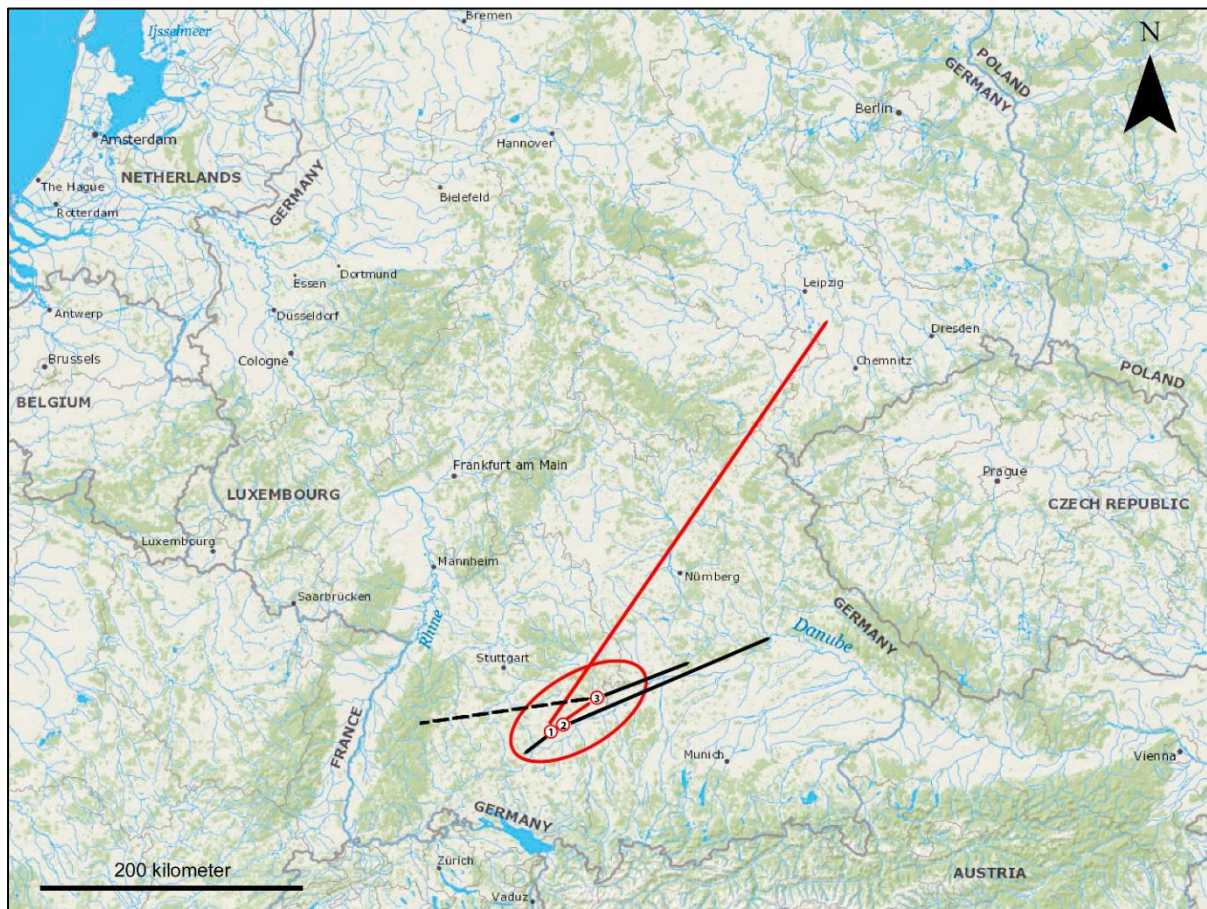 Bremen
Ijsselmeer
N
POLAND
GERMANY
Berlin
Amsterdam
Hannover
NETHERLANDS
GERMANY
The Hague
Bielefeld
Rotterdam
Dortmund
Essen
Leipzig
Antwerp
Düsseldorf
Dresden
Brussels
Cologne
Chemnitz
POLAND
BELGIUM
Frankfurt am Main
Prague
LUXEMBOURG
CZECH REPUBLIC
Luxembourg
Mannheim
Nürnberg
Saarbrücken
GERMANY
Rhine
Danube
Stuttgart
3
2
1
FRANCE
Munich
Vienna
GERMANY
200 kilometer
Zürich
AUSTRIA
Vaduz